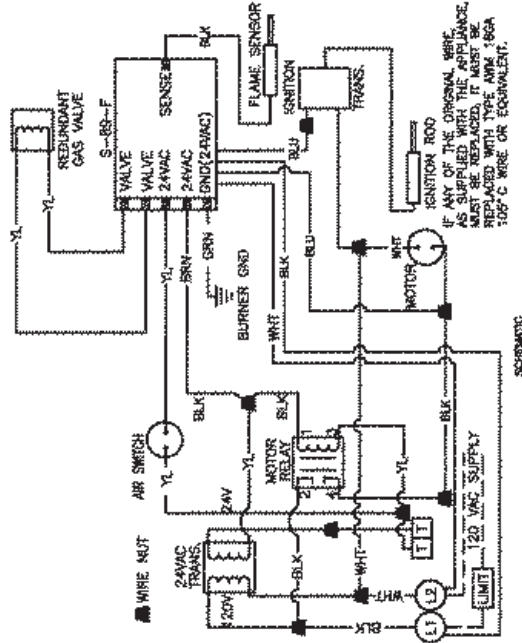 REDUNDANT
GAS VALVE
YL
YL
VALVE
VALVE
24VAC
24VAC
GND(24VAC)
SENSE
BLK
FLAME SENSOR
IGNITION
TRANS.
BLU
IGNITION ROD
YL
GRN
BURNER GND
BLK
WHT
BLU
WHT
MOTOR
AIR SWITCH
YL
BLK
YL
BLK
MOTOR
RELAY
1
2
3
YL
24V
WIRE NUT
24VAC
TRANS.
120V
BLK
WHT
T
T
BLK
WHT
BLK
L1
L2
LIMIT
120 VAC SUPPLY
IF ANY OF THE ORIGINAL WIRE,
AS SUPPLIED WITH THE APPLIANCE,
MUST BE REPLACED, IT MUST BE
REPLACED WITH TYPE AWM 18GA
105°C WIRE OR EQUIVALENT.
SCHEMATIC